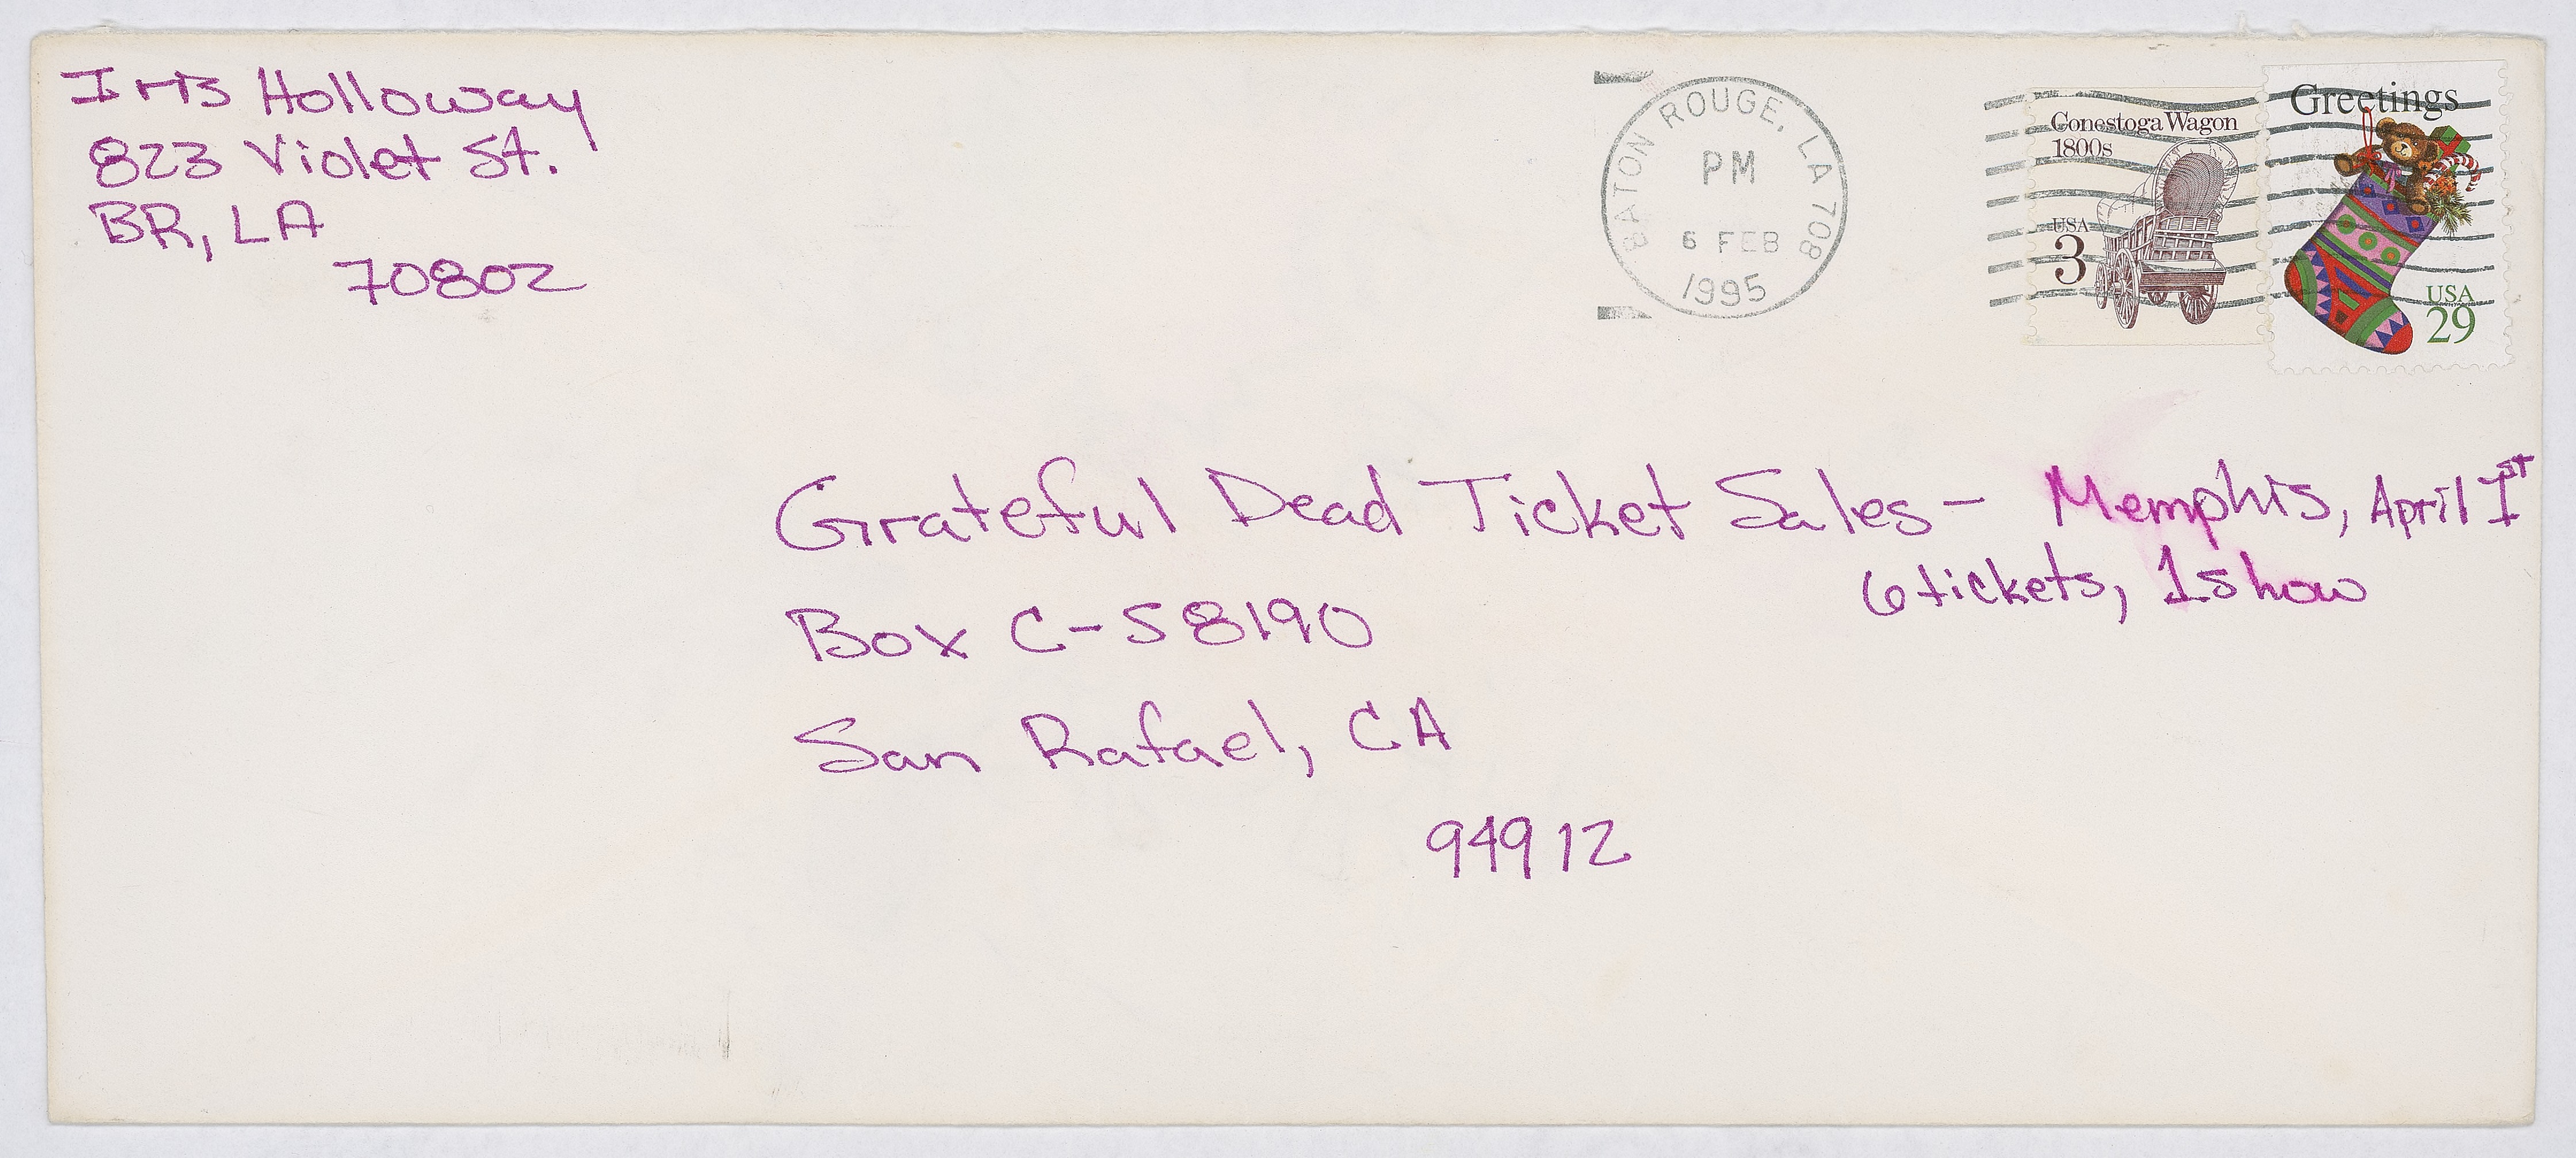 Iris Holloway
823 Violet St.
BR, LA
70802
BATON ROUGE, LA 708
PM
6 FEB
1995
Conestoga Wagon
1800s
USA
3
Greetings
USA
29
Grateful Dead Ticket Sales - Memphis, April 1st
6 tickets, 1 show
Box C-S8190
San Rafael, CA
94912